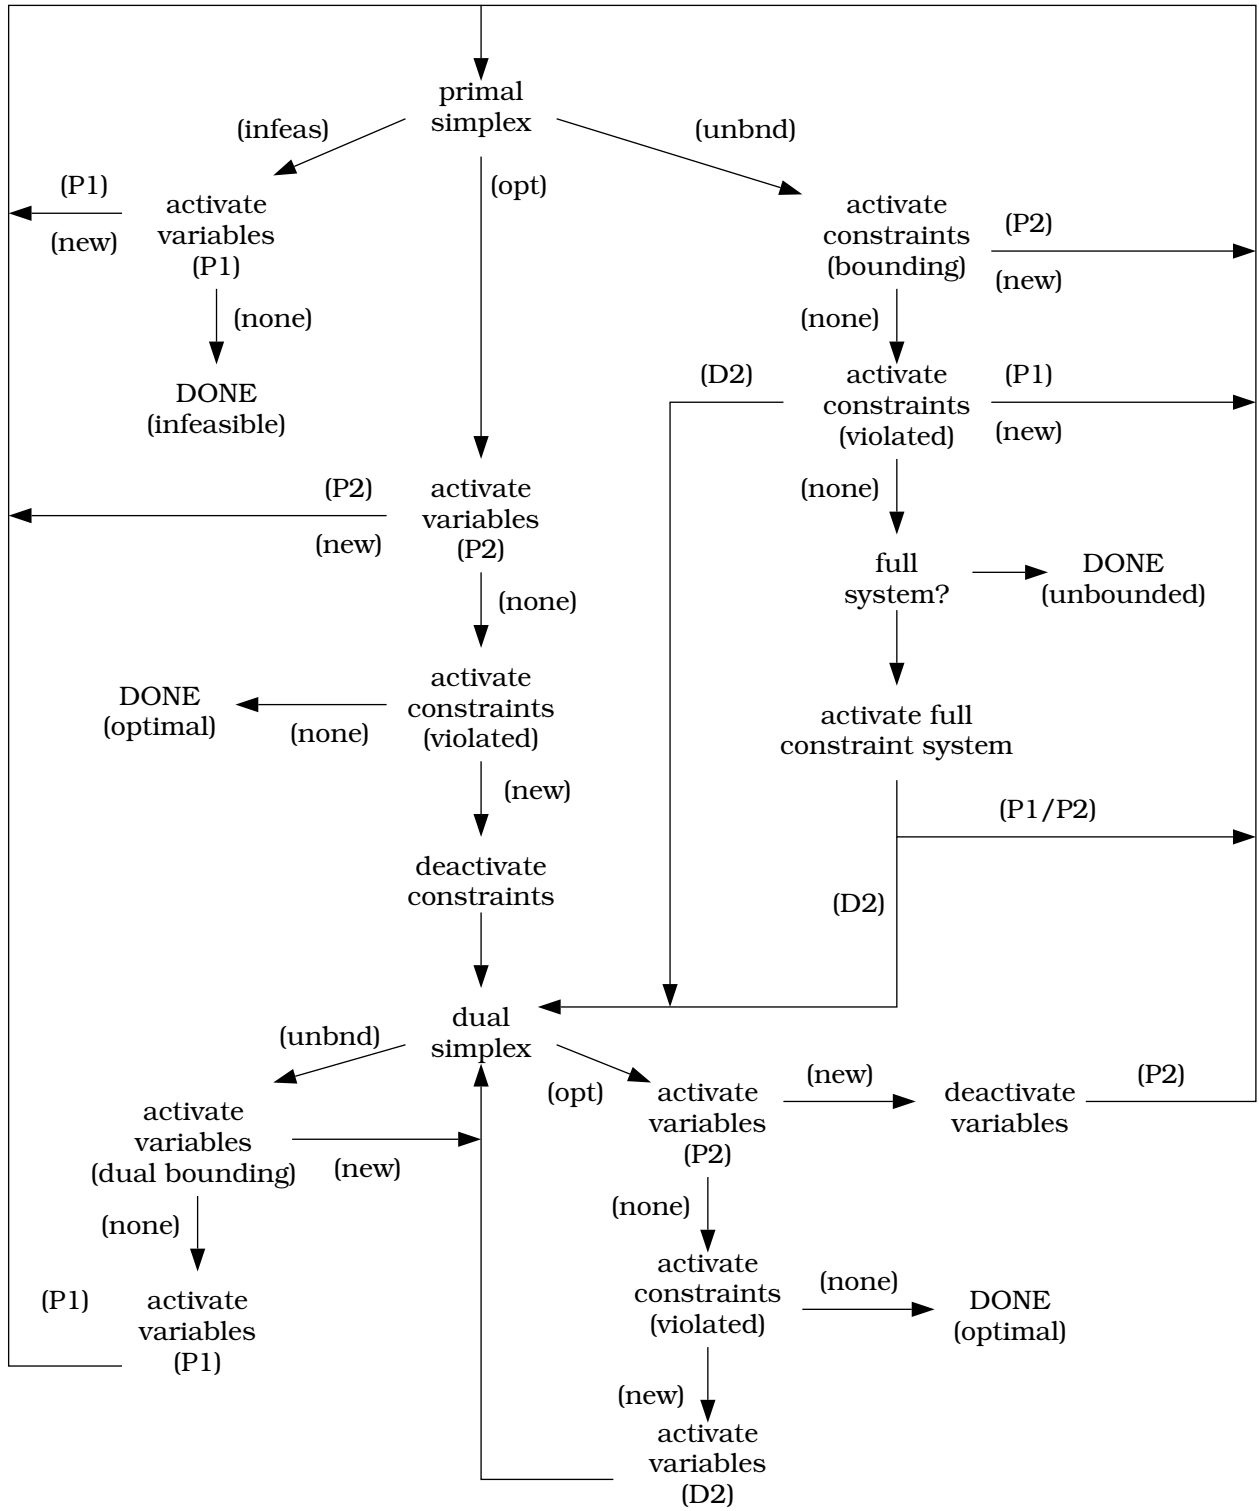 primal
simplex
(infeas)
(unbnd)
(opt)
(P1)
(new)
activate
variables
(P1)
(none)
DONE
(infeasible)
activate
constraints
(bounding)
(P2)
(new)
(none)
(D2)
activate
constraints
(violated)
(P1)
(new)
(none)
(P2)
(new)
activate
variables
(P2)
(none)
full
system?
DONE
(unbounded)
DONE
(optimal)
(none)
activate
constraints
(violated)
(new)
activate full
constraint system
(P1/P2)
(D2)
deactivate
constraints
dual
simplex
(unbnd)
(opt)
activate
variables
(dual bounding)
(new)
(none)
(P1)
activate
variables
(P1)
activate
variables
(P2)
(new)
deactivate
variables
(P2)
(none)
activate
constraints
(violated)
(none)
DONE
(optimal)
(new)
activate
variables
(D2)